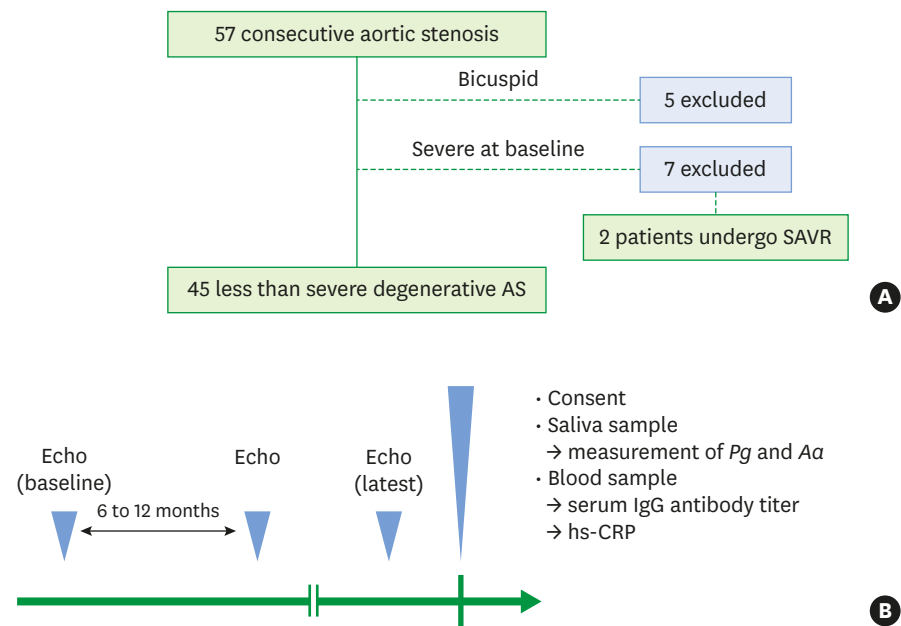 57 consecutive aortic stenosis
Bicuspid
5 excluded
Severe at baseline
7 excluded
2 patients undergo SAVR
45 less than severe degenerative AS
A
Echo
(baseline)
6 to 12 months
Echo
Echo
(latest)
· Consent
· Saliva sample
→ measurement of Pg and Aa
· Blood sample
→ serum IgG antibody titer
→ hs-CRP
B